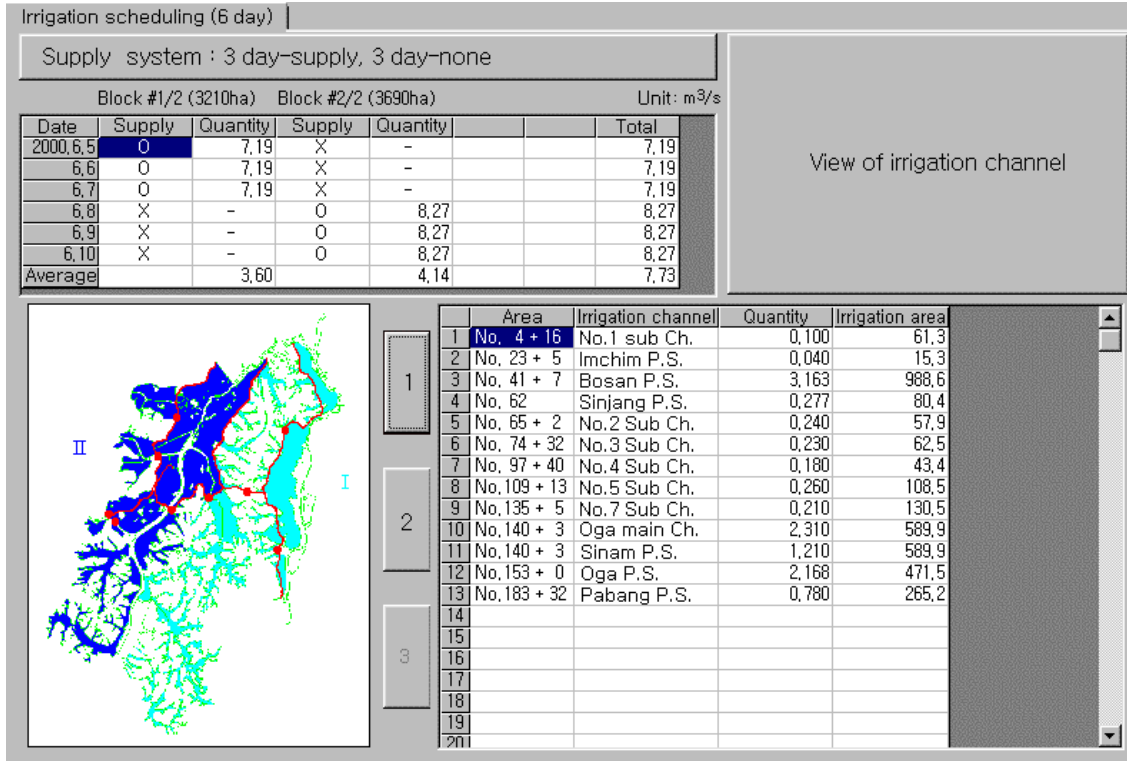 Irrigation scheduling (6 day)
Supply system : 3 day-supply, 3 day-none
Block #1/2 (3210ha) Block #2/2 (3690ha) Unit: m³/s
Date Supply Quantity Supply Quantity Total
2000,6,5 O 7,19 X - 7,19
6,6 O 7,19 X - 7,19
6,7 O 7,19 X - 7,19
6,8 X - O 8,27 8,27
6,9 X - O 8,27 8,27
6,10 X - O 8,27 8,27
Average 3,60 4,14 7,73
View of irrigation channel
II
I
1
2
3
Area Irrigation channel Quantity Irrigation area
1 No, 4 + 16 No.1 sub Ch. 0,100 61,3
2 No, 23 + 5 Imchim P.S. 0,040 15,3
3 No, 41 + 7 Bosan P.S. 3,163 988,6
4 No, 62 Sinjang P.S. 0,277 80,4
5 No, 65 + 2 No.2 Sub Ch. 0,240 57,9
6 No, 74 + 32 No.3 Sub Ch. 0,230 62,5
7 No, 97 + 40 No.4 Sub Ch. 0,180 43,4
8 No,109 + 13 No.5 Sub Ch. 0,260 108,5
9 No,135 + 5 No.7 Sub Ch. 0,210 130,5
10 No,140 + 3 Oga main Ch. 2,310 589,9
11 No,140 + 3 Sinam P.S. 1,210 589,9
12 No,153 + 0 Oga P.S. 2,168 471,5
13 No,183 + 32 Pabang P.S. 0,780 265,2
14
15
16
17
18
19
20